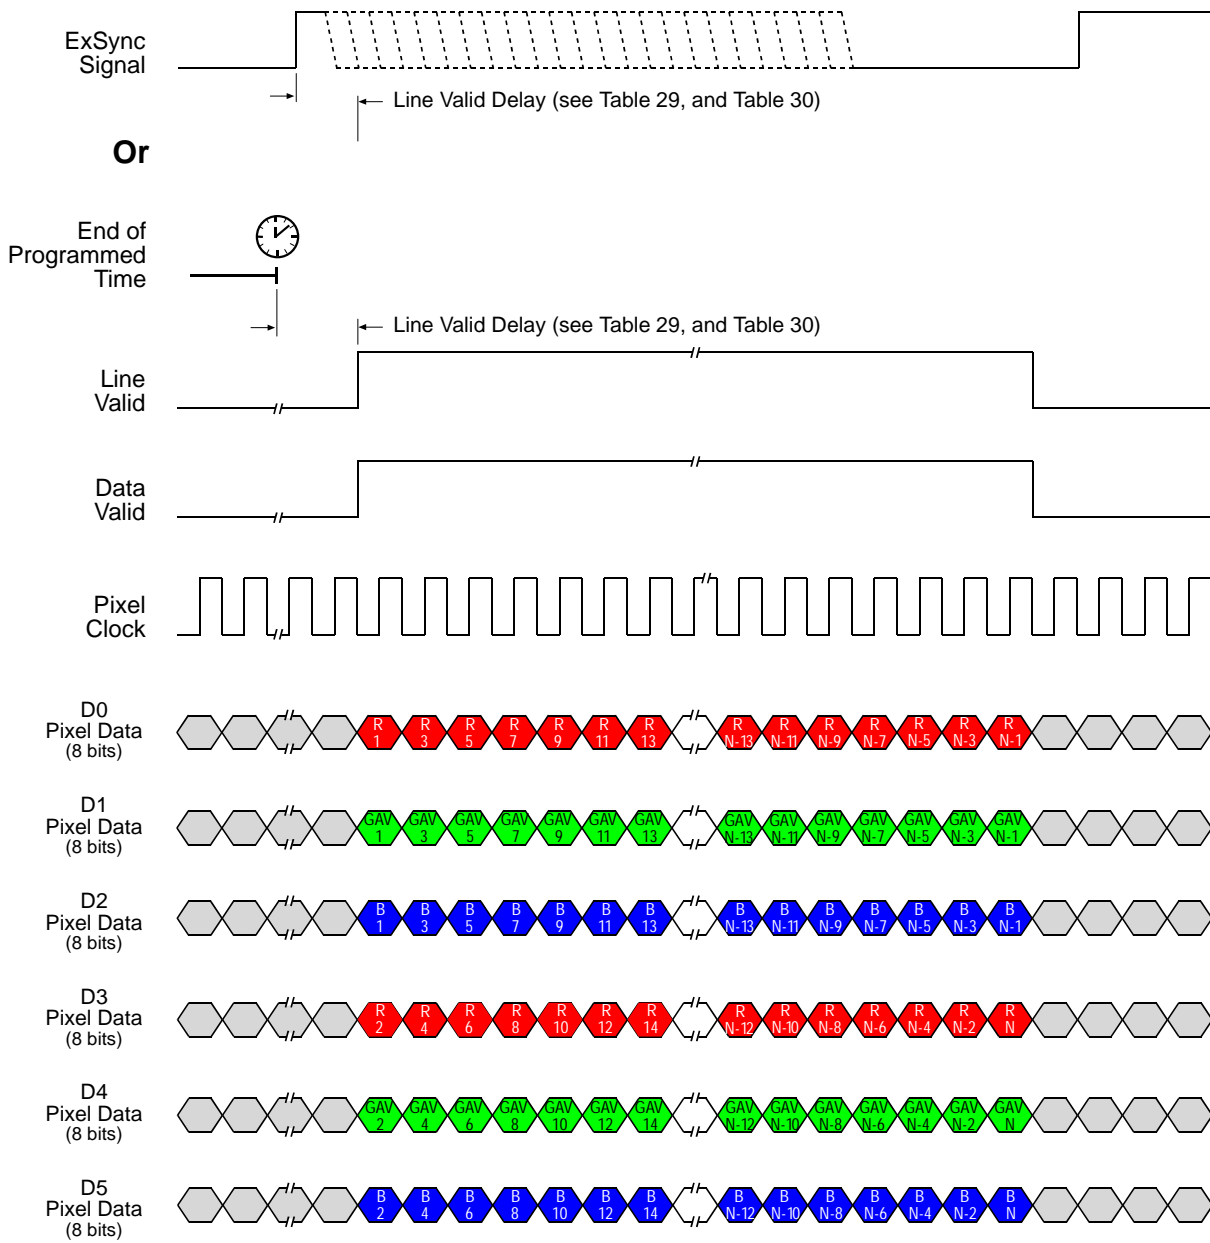 ExSync
Signal
Line Valid Delay (see Table 29, and Table 30)
Or
End of
Programmed
Time
Line Valid Delay (see Table 29, and Table 30)
Line
Valid
Data
Valid
Pixel
Clock
D0
Pixel Data
(8 bits)
R R R R R R R R R R R R R R
1 3 5 7 9 11 13 N-13 N-11 N-9 N-7 N-5 N-3 N-1
D1
Pixel Data
(8 bits)
GAV GAV GAV GAV GAV GAV GAV GAV GAV GAV GAV GAV GAV GAV
1 3 5 7 9 11 13 N-13 N-11 N-9 N-7 N-5 N-3 N-1
D2
Pixel Data
(8 bits)
B B B B B B B B B B B B B B
1 3 5 7 9 11 13 N-13 N-11 N-9 N-7 N-5 N-3 N-1
D3
Pixel Data
(8 bits)
R R R R R R R R R R R R R R
2 4 6 8 10 12 14 N-12 N-10 N-8 N-6 N-4 N-2 N
D4
Pixel Data
(8 bits)
GAV GAV GAV GAV GAV GAV GAV GAV GAV GAV GAV GAV GAV GAV
2 4 6 8 10 12 14 N-12 N-10 N-8 N-6 N-4 N-2 N
D5
Pixel Data
(8 bits)
B B B B B B B B B B B B B B
2 4 6 8 10 12 14 N-12 N-10 N-8 N-6 N-4 N-2 N